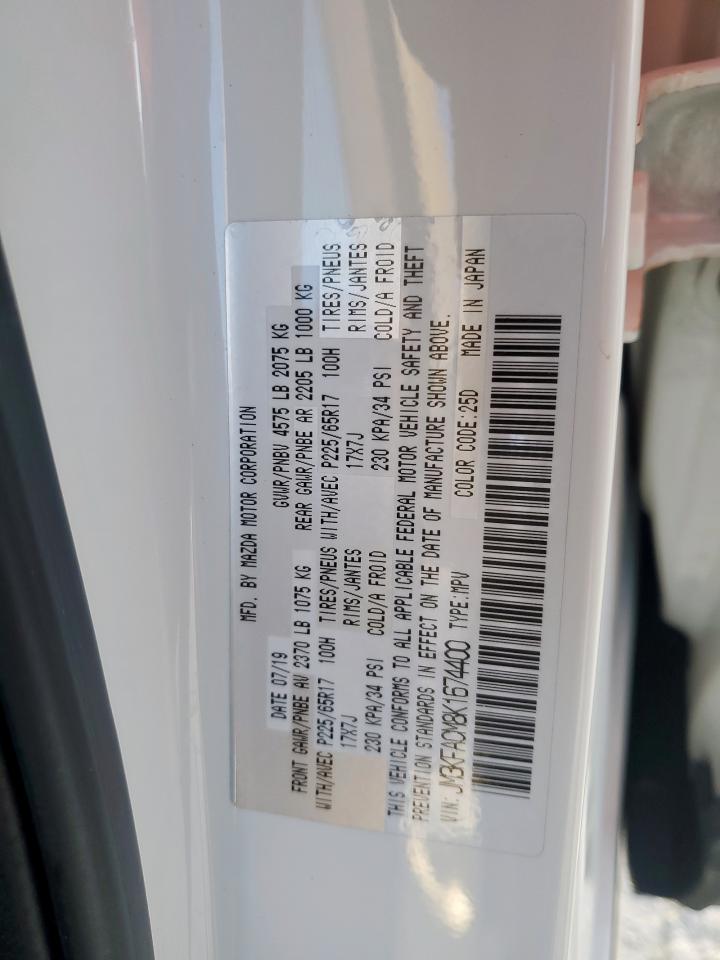 MFD. BY MAZDA MOTOR CORPORATION
DATE 07/19 GVWR/PNBV 4575 LB 2075 KG
FRONT GAWR/PNBE AV 2370 LB 1075 KG REAR GAWR/PNBE AR 2205 LB 1000 KG
WITH/AVEC P225/65R17 100H TIRES/PNEUS WITH/AVEC P225/65R17 100H TIRES/PNEUS
17X7J RIMS/JANTES 17X7J RIMS/JANTES
230 KPA/34 PSI COLD/A FROID 230 KPA/34 PSI COLD/A FROID
THIS VEHICLE CONFORMS TO ALL APPLICABLE FEDERAL MOTOR VEHICLE SAFETY AND THEFT
PREVENTION STANDARDS IN EFFECT ON THE DATE OF MANUFACTURE SHOWN ABOVE.
VIN: JM3KFACM8K1674400 TYPE:MPV COLOR CODE:25D MADE IN JAPAN